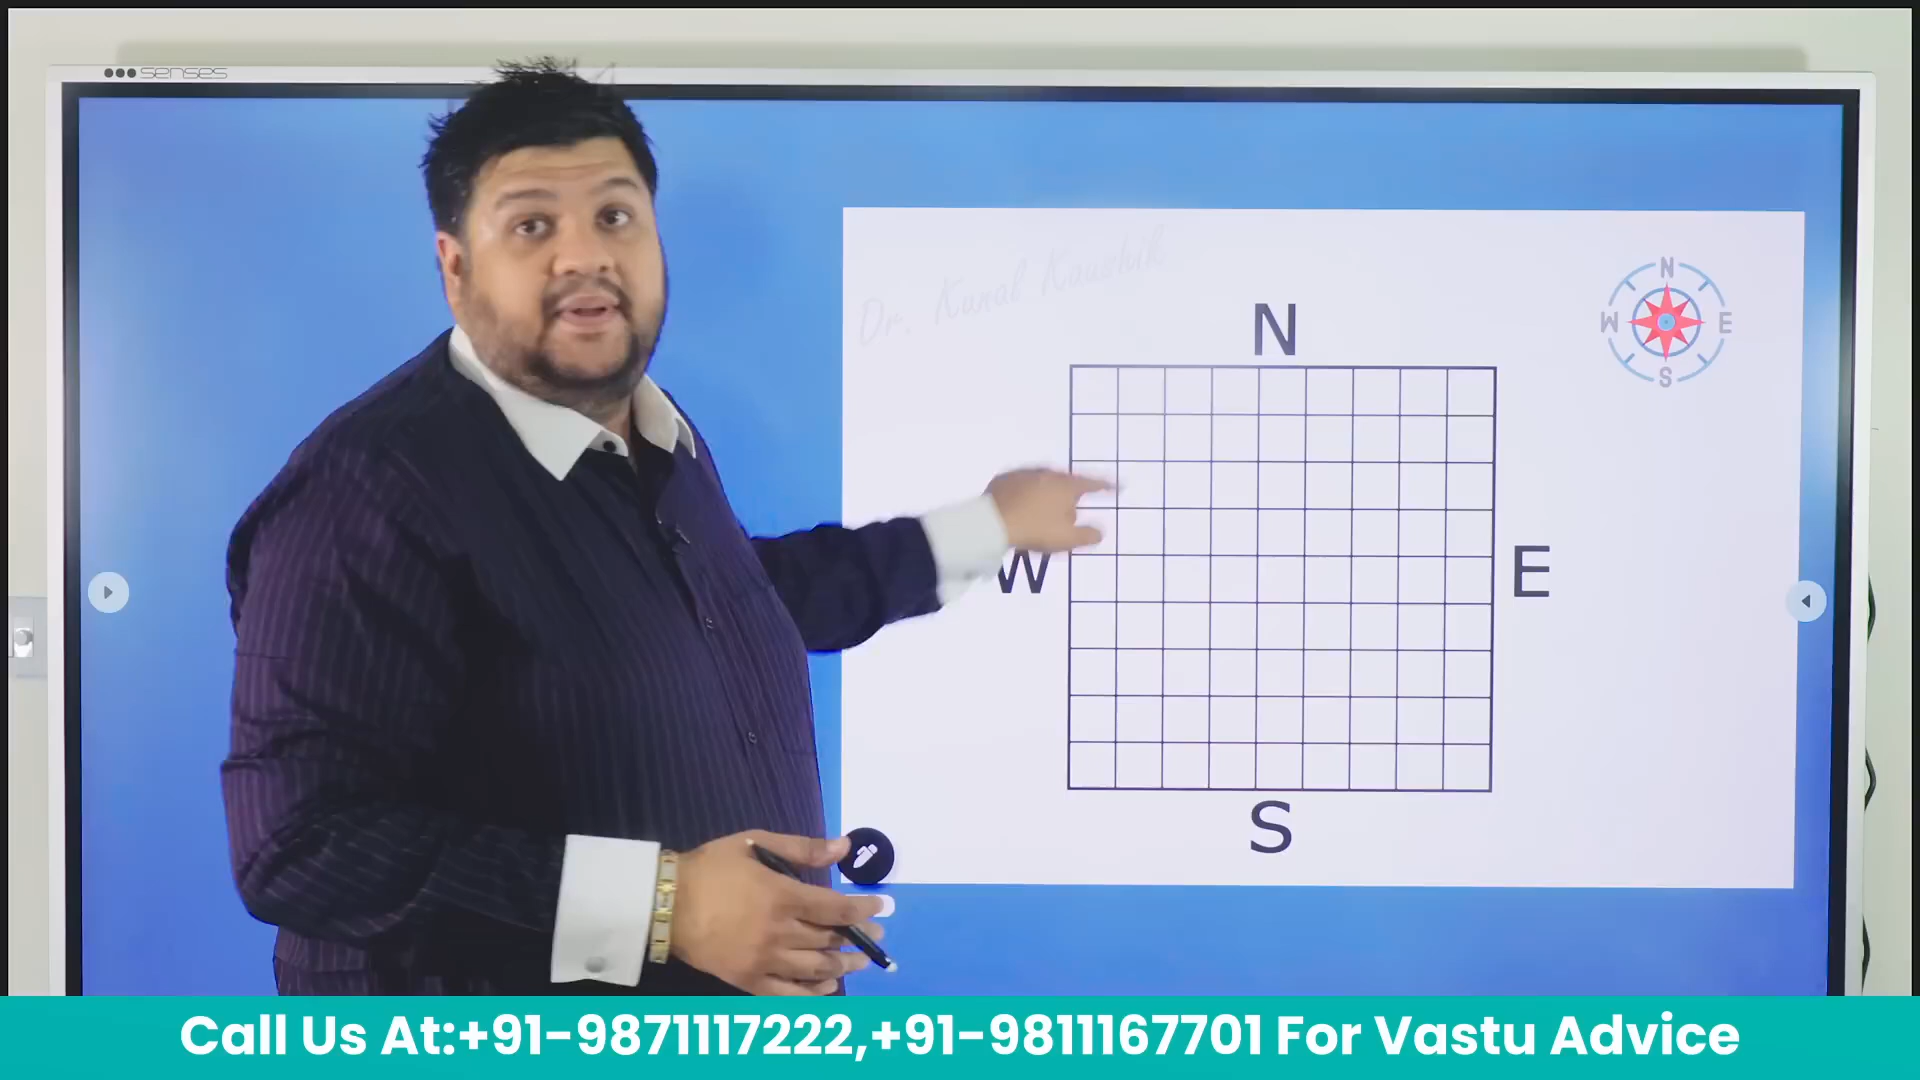 senses
Dr. Kunal Kaushik
N
N
W
E
S
W
E
S
Call Us At:+91-9871117222,+91-9811167701 For Vastu Advice